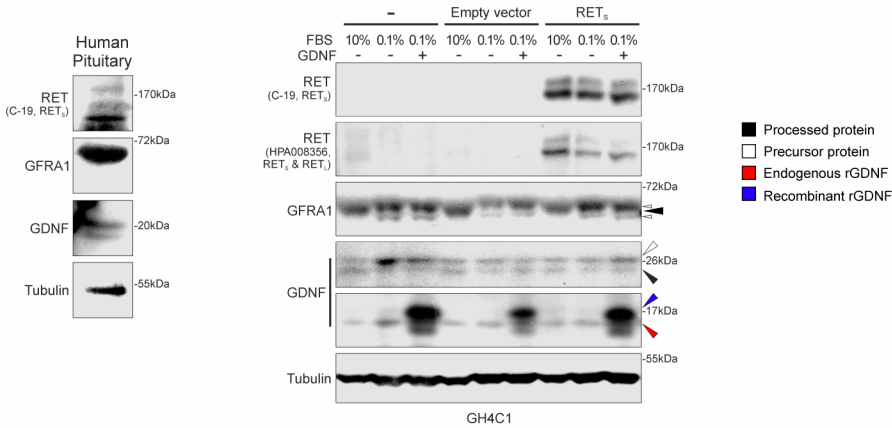 Human
Pituitary
RET
(C-19, RETS)
-170kDa
-72kDa
GFRA1
GDNF
-20kDa
Tubulin
-55kDa
– Empty vector RETS
FBS 10% 0.1% 0.1% 10% 0.1% 0.1% 10% 0.1% 0.1%
GDNF - - + - - + - - +
RET
(C-19, RETS)
-170kDa
RET
(HPA008356,
RETS & RETL)
-170kDa
-72kDa
GFRA1
-26kDa
GDNF
-17kDa
-55kDa
Tubulin
GH4C1
Processed protein
Precursor protein
Endogenous rGDNF
Recombinant rGDNF